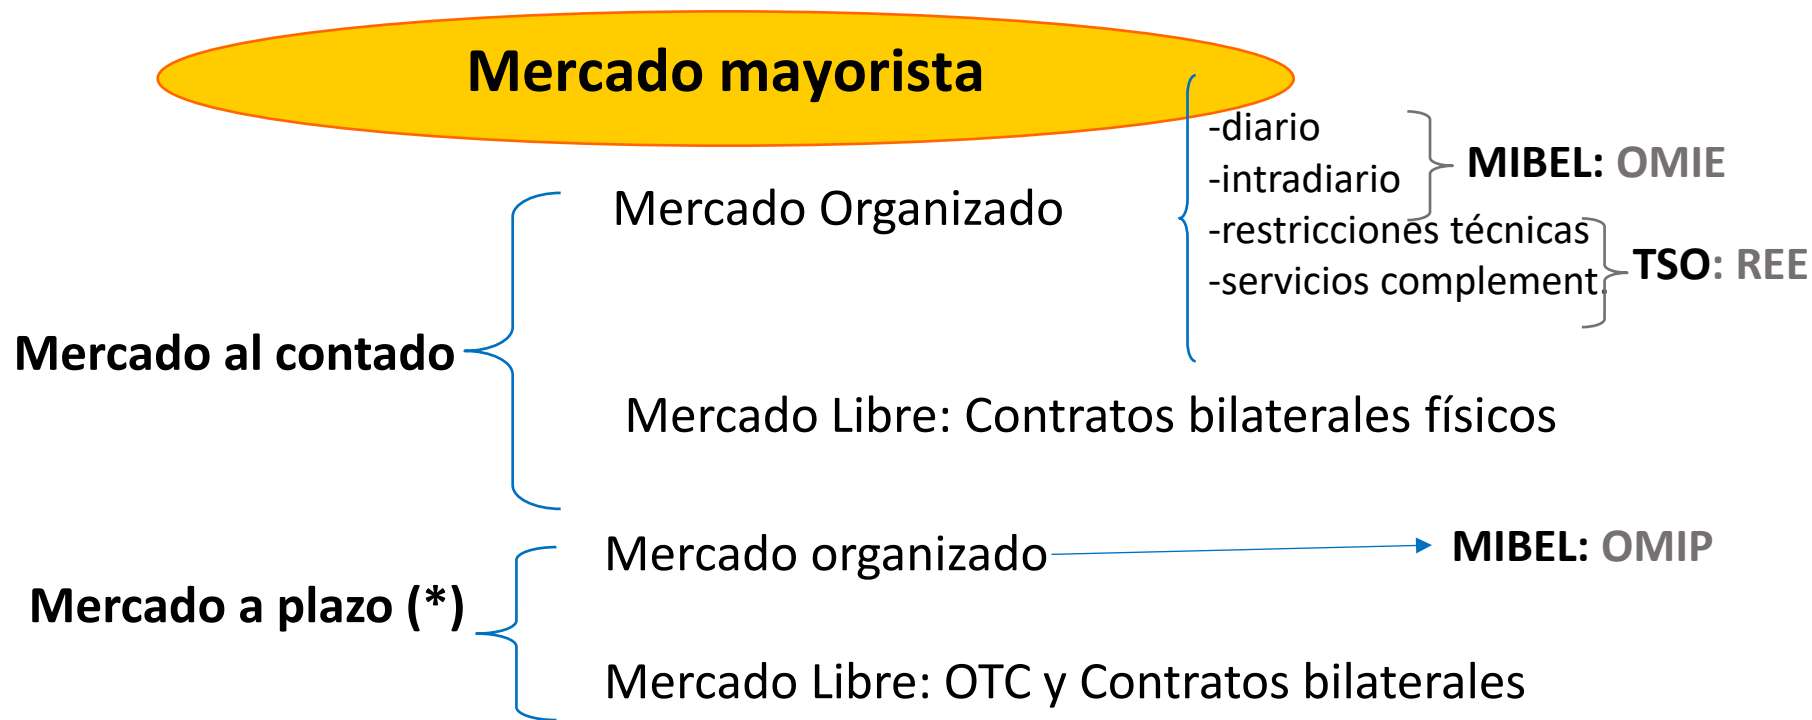 Mercado mayorista
-diario
-intradiario
MIBEL: OMIE
Mercado Organizado
-restricciones técnicas
-servicios complement.
TSO: REE
Mercado al contado
Mercado Libre: Contratos bilaterales físicos
Mercado organizado
MIBEL: OMIP
Mercado a plazo (*)
Mercado Libre: OTC y Contratos bilaterales